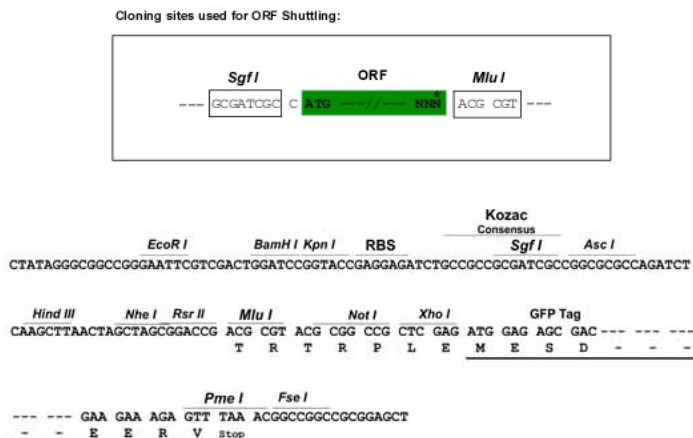 Cloning sites used for ORF Shuttling:
Sgf I ORF Mlu I
--- GCGATCGC C ATG ---//--- NNN* ACG CGT ---
Kozac
Consensus
EcoR I BamH I Kpn I RBS Sgf I Asc I
CTATAGGGCGGCCGGGAATTCGTCGACTGGATCCGGTACCGAGGAGATCTGCCGCCGCGATCGCCGGCGCGCCAGATCT
Hind III Nhe I Rsr II Mlu I Not I Xho I GFP Tag
CAAGCTTAACTAGCTAGCGGACCG ACG CGT ACG CGG CCG CTC GAG ATG GAG AGC GAC --- ---
T R T R P L E M E S D - - -
Pme I Fse I
--- --- GAA GAA AGA GTT TAA ACGGCCGGCCGCGGAGCT
- - E E R V Stop